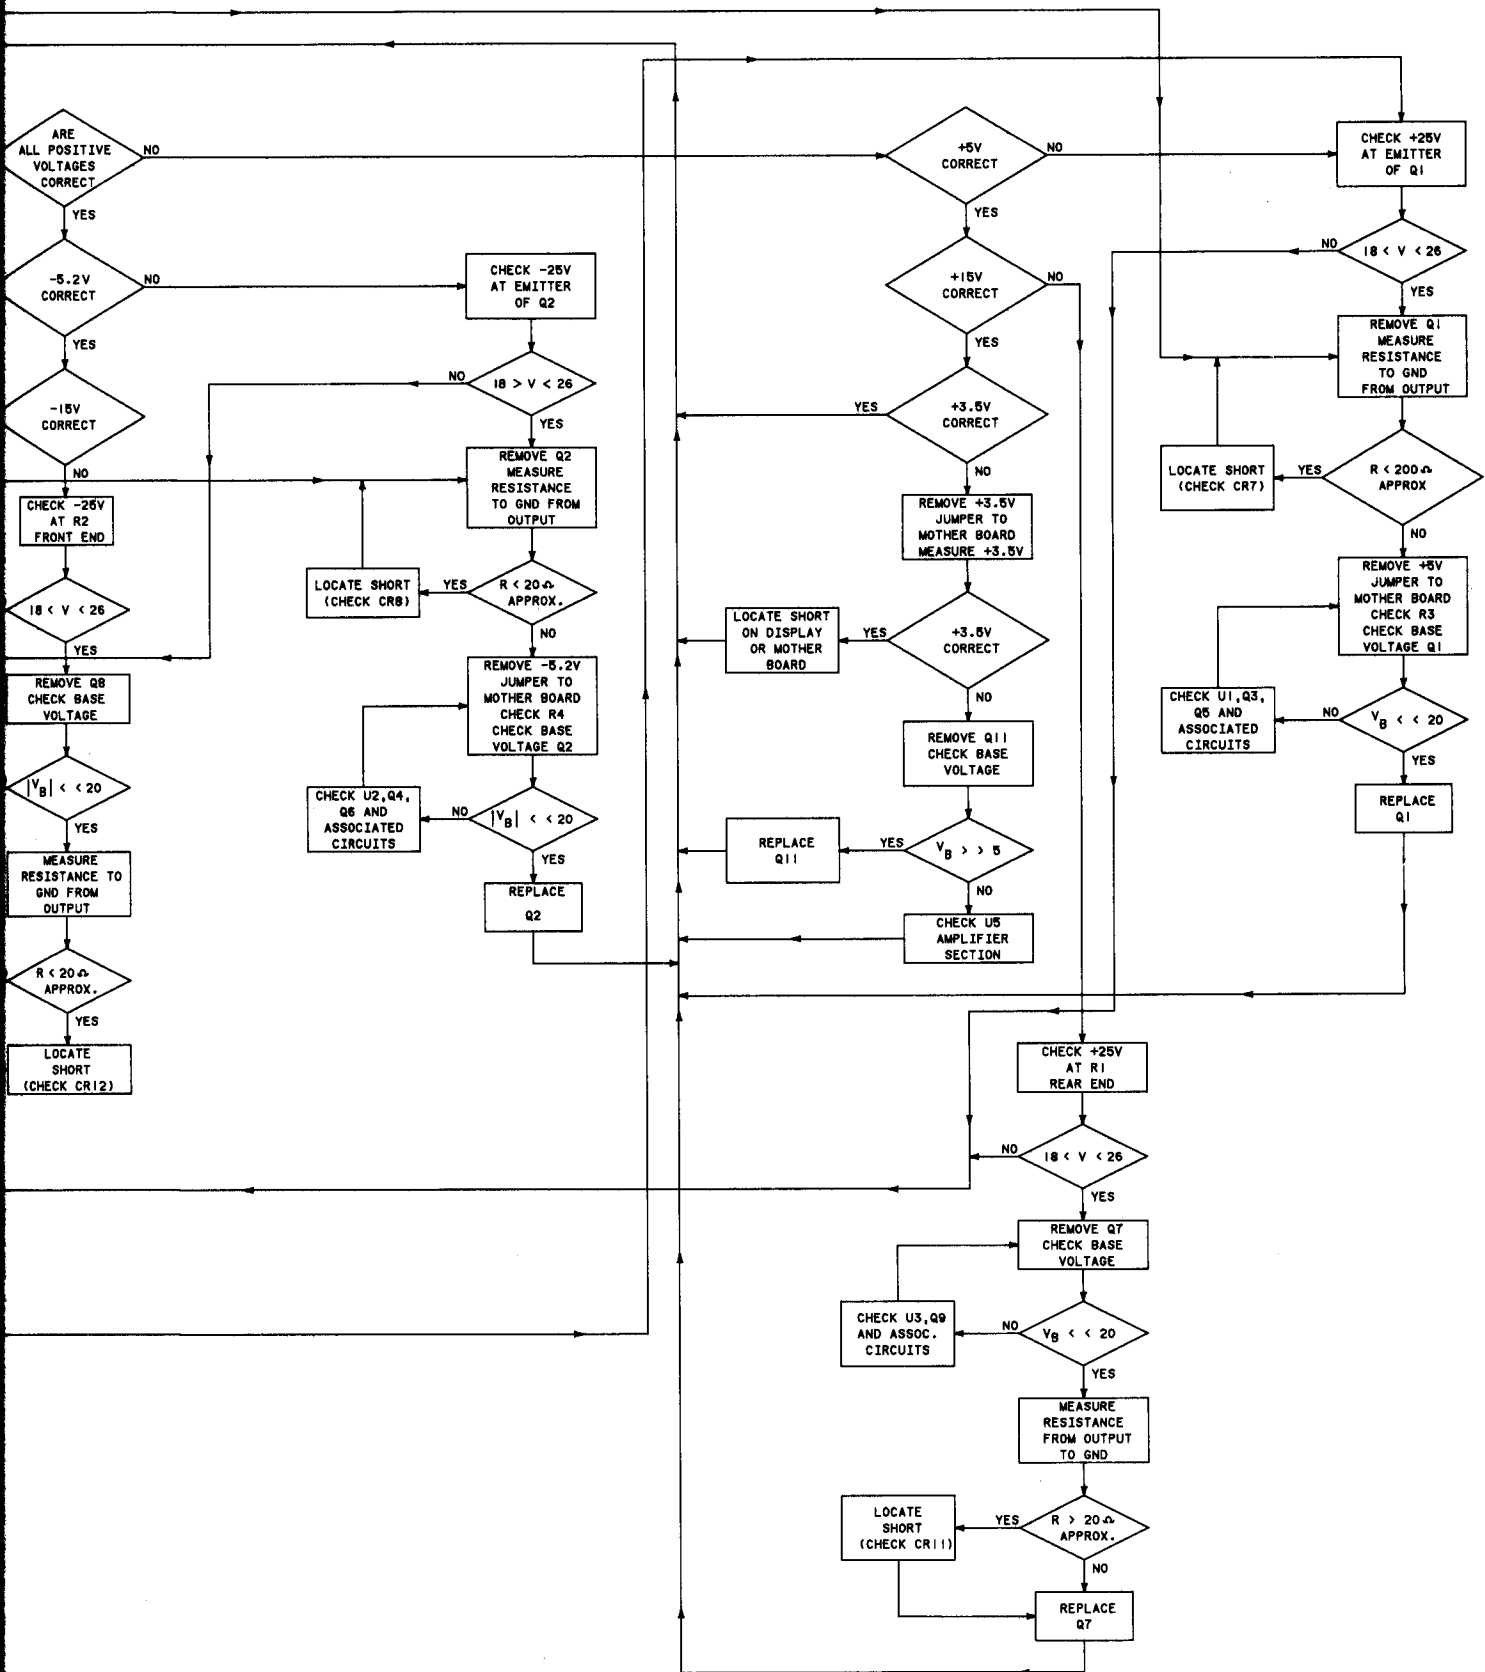 ARE
ALL POSITIVE
VOLTAGES
CORRECT
NO
YES
-5.2V
CORRECT
NO
YES
-15V
CORRECT
NO
CHECK -25V
AT R2
FRONT END
18 < V < 26
YES
REMOVE Q8
CHECK BASE
VOLTAGE
|VB| < < 20
YES
MEASURE
RESISTANCE TO
GND FROM
OUTPUT
R < 20 Ω
APPROX.
YES
LOCATE
SHORT
(CHECK CR12)
CHECK -25V
AT EMITTER
OF Q2
NO
18 > V < 26
YES
REMOVE Q2
MEASURE
RESISTANCE
TO GND FROM
OUTPUT
LOCATE SHORT
(CHECK CR8)
YES
R < 20 Ω
APPROX.
NO
REMOVE -5.2V
JUMPER TO
MOTHER BOARD
CHECK R4
CHECK BASE
VOLTAGE Q2
CHECK U2,Q4,
Q6 AND
ASSOCIATED
CIRCUITS
NO
|VB| < < 20
YES
REPLACE
Q2
+5V
CORRECT
NO
YES
+15V
CORRECT
NO
YES
YES
+3.5V
CORRECT
NO
REMOVE +3.5V
JUMPER TO
MOTHER BOARD
MEASURE +3.5V
LOCATE SHORT
ON DISPLAY
OR MOTHER
BOARD
YES
+3.5V
CORRECT
NO
REMOVE Q11
CHECK BASE
VOLTAGE
REPLACE
Q11
YES
VB > > 5
NO
CHECK U5
AMPLIFIER
SECTION
CHECK +25V
AT EMITTER
OF Q1
NO
18 < V < 26
YES
REMOVE Q1
MEASURE
RESISTANCE
TO GND
FROM OUTPUT
LOCATE SHORT
(CHECK CR7)
YES
R < 200 Ω
APPROX
NO
REMOVE +5V
JUMPER TO
MOTHER BOARD
CHECK R3
CHECK BASE
VOLTAGE Q1
CHECK U1,Q3,
Q5 AND
ASSOCIATED
CIRCUITS
NO
VB < < 20
YES
REPLACE
Q1
CHECK +25V
AT R1
REAR END
NO
18 < V < 26
YES
REMOVE Q7
CHECK BASE
VOLTAGE
CHECK U3,Q9
AND ASSOC.
CIRCUITS
NO
VB < < 20
YES
MEASURE
RESISTANCE
FROM OUTPUT
TO GND
LOCATE
SHORT
(CHECK CR11)
YES
R > 20 Ω
APPROX.
NO
REPLACE
Q7